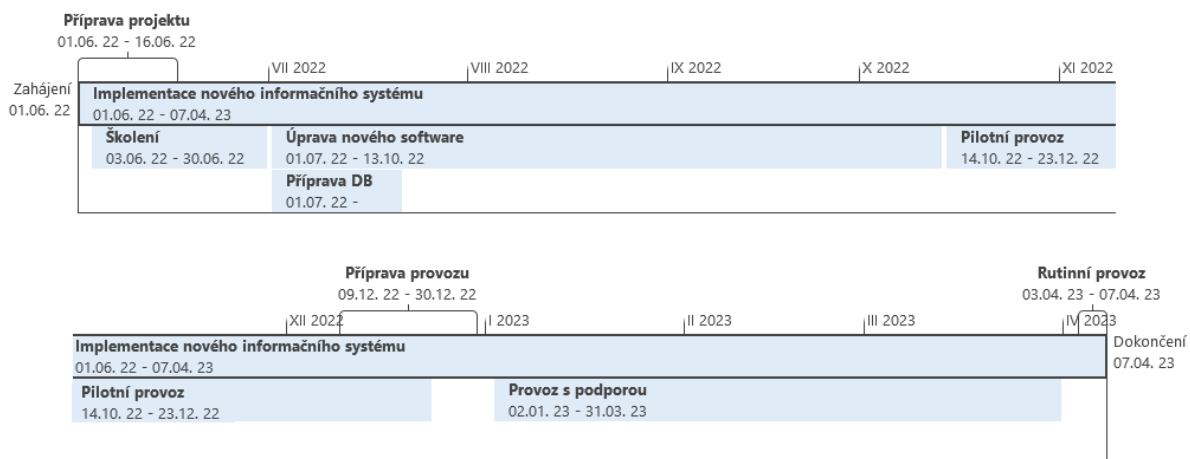 Příprava projektu
01.06. 22 - 16.06. 22
VII 2022
VIII 2022
IX 2022
X 2022
XI 2022
Zahájení
01.06. 22
Implementace nového informačního systému
01.06. 22 - 07.04. 23
Školení
03.06. 22 - 30.06. 22
Úprava nového software
01.07. 22 - 13.10. 22
Pilotní provoz
14.10. 22 - 23.12. 22
Příprava DB
01.07. 22 -
Příprava provozu
09.12. 22 - 30.12. 22
Rutinní provoz
03.04. 23 - 07.04. 23
XII 2022
I 2023
II 2023
III 2023
IV 2023
Implementace nového informačního systému
01.06. 22 - 07.04. 23
Dokončení
07.04. 23
Pilotní provoz
14.10. 22 - 23.12. 22
Provoz s podporou
02.01. 23 - 31.03. 23